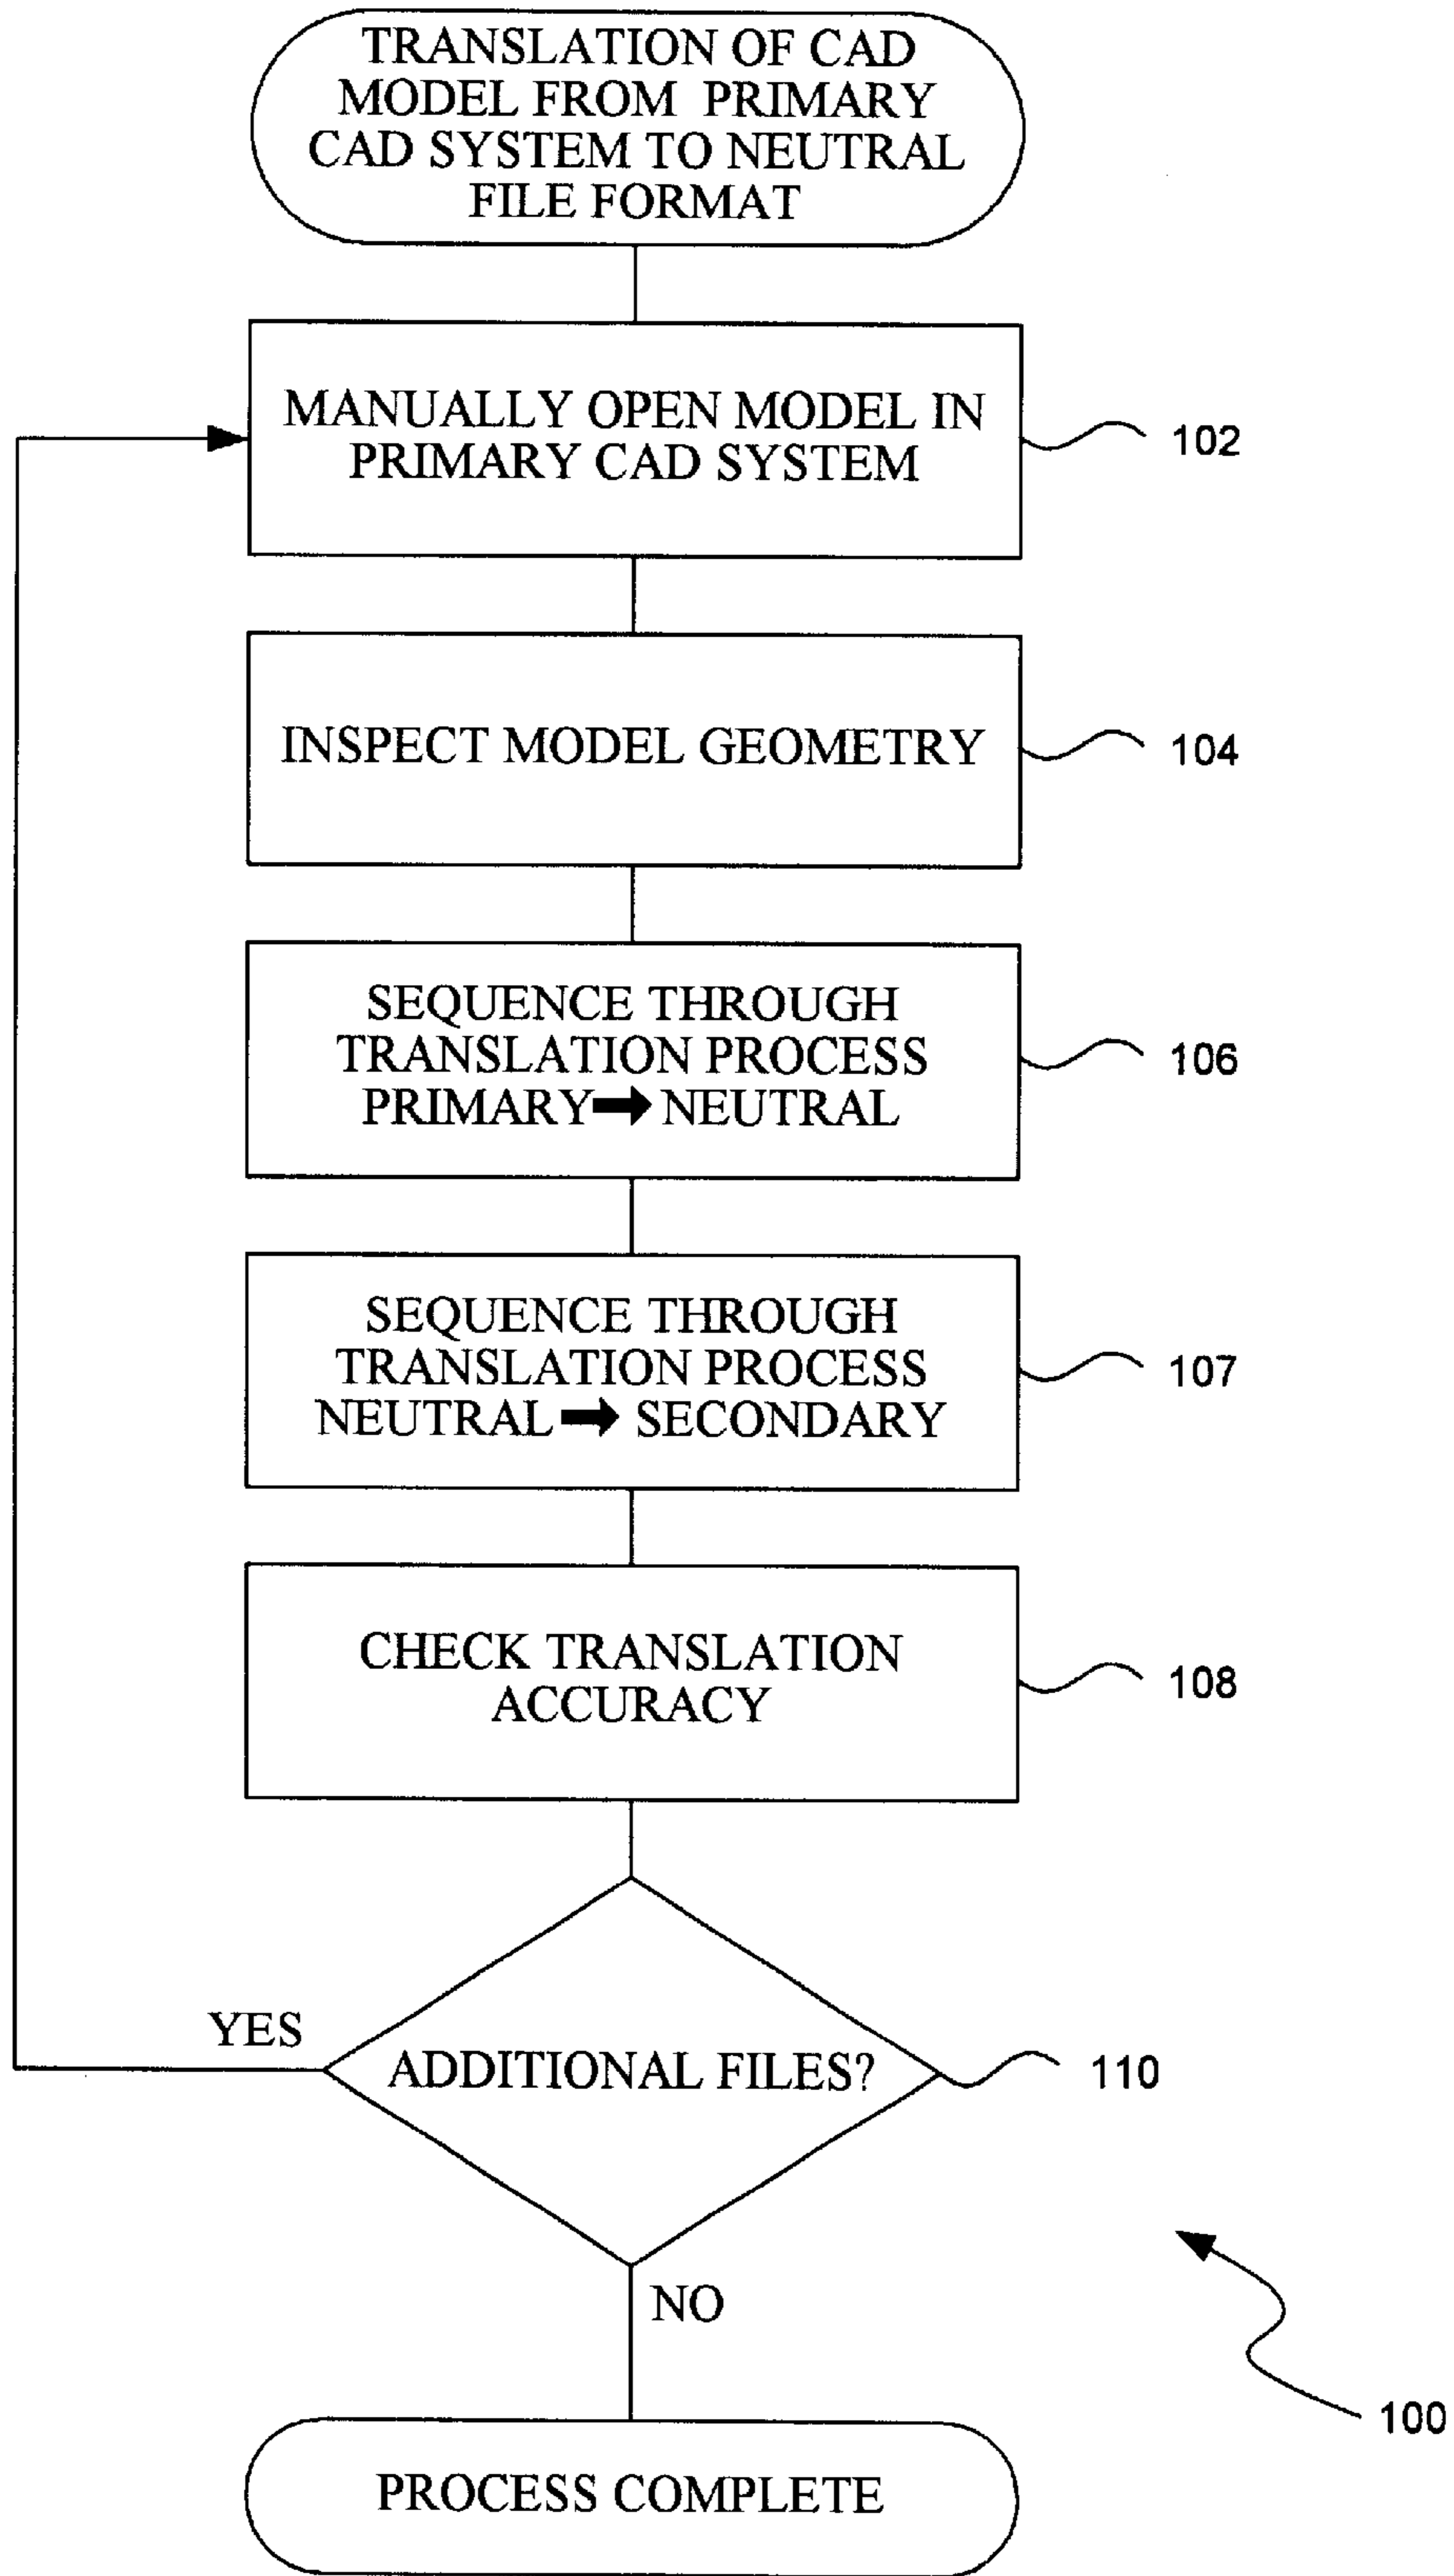 TRANSLATION OF CAD
MODEL FROM PRIMARY
CAD SYSTEM TO NEUTRAL
FILE FORMAT
MANUALLY OPEN MODEL IN
PRIMARY CAD SYSTEM
102
INSPECT MODEL GEOMETRY
104
SEQUENCE THROUGH
TRANSLATION PROCESS
PRIMARY➡NEUTRAL
106
SEQUENCE THROUGH
TRANSLATION PROCESS
NEUTRAL➡SECONDARY
107
CHECK TRANSLATION
ACCURACY
108
YES
ADDITIONAL FILES?
110
NO
100
PROCESS COMPLETE